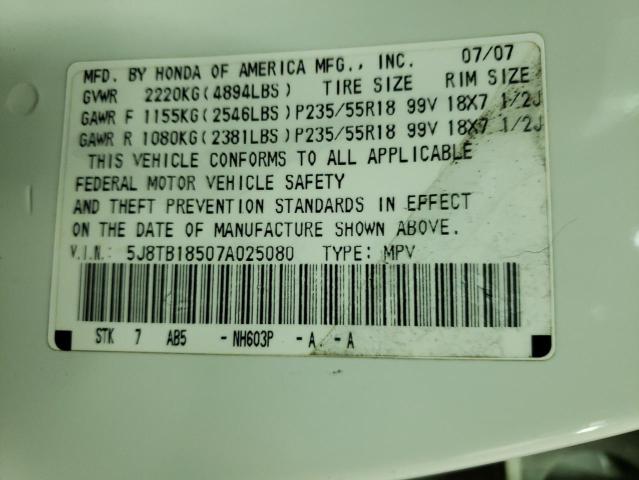 MFD. BY HONDA OF AMERICA MFG., INC. 07/07
GVWR 2220KG(4894LBS) TIRE SIZE RIM SIZE
GAWR F 1155KG(2546LBS)P235/55R18 99V 18X7 1/2J
GAWR R 1080KG(2381LBS)P235/55R18 99V 18X7 1/2J
THIS VEHICLE CONFORMS TO ALL APPLICABLE
FEDERAL MOTOR VEHICLE SAFETY
AND THEFT PREVENTION STANDARDS IN EFFECT
ON THE DATE OF MANUFACTURE SHOWN ABOVE.
V.I.N.: 5J8TB18507A025080 TYPE: MPV
STK 7 AB5 -NH603P -A -A